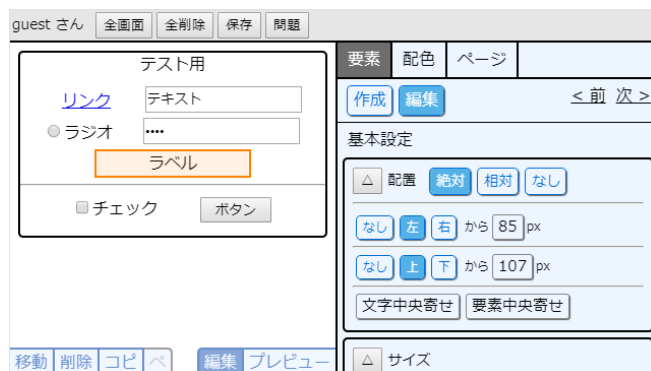 guest さん 全画面 全削除 保存 問題
テスト用
リンク テキスト
ラジオ ••••
ラベル
チェック ボタン
移動 削除 コピ ペ 編集 プレビュー
要素 配色 ページ
作成 編集 < 前 次 >
基本設定
△ 配置 絶対 相対 なし
なし 左 右 から 85 px
なし 上 下 から 107 px
文字中央寄せ 要素中央寄せ
△ サイズ